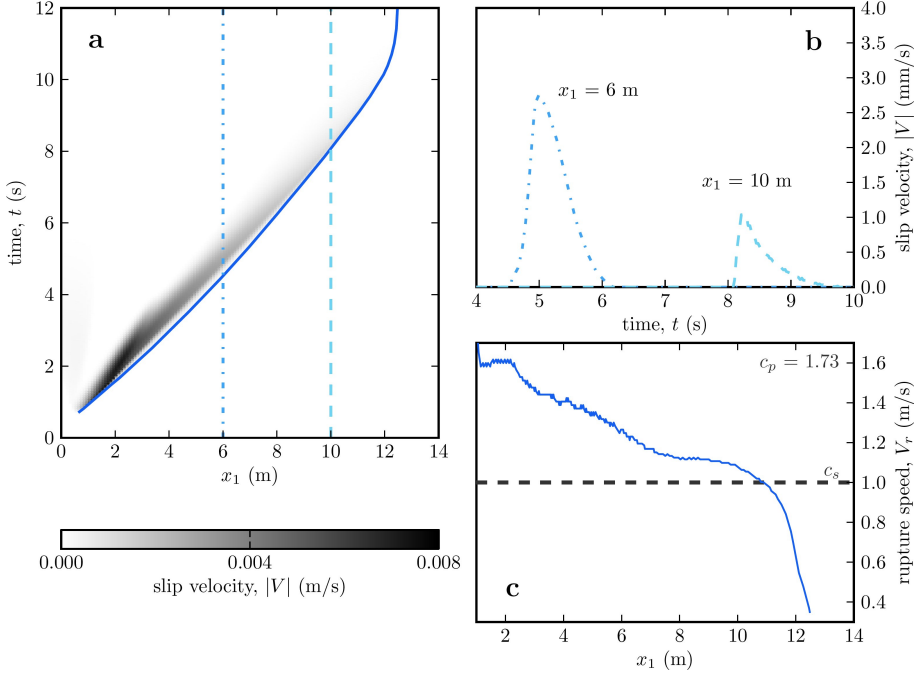 a
12
10
8
6
4
2
0
time, t (s)
0 2 4 6 8 10 12 14
x₁ (m)
0.000 0.004 0.008
slip velocity, |V| (m/s)
b
x₁ = 6 m
x₁ = 10 m
4.0
3.5
3.0
2.5
2.0
1.5
1.0
0.5
0.0
slip velocity, |V| (mm/s)
4 5 6 7 8 9 10
time, t (s)
c_p = 1.73
c_s
c
1.6
1.4
1.2
1.0
0.8
0.6
0.4
rupture speed, V_r (m/s)
2 4 6 8 10 12 14
x₁ (m)